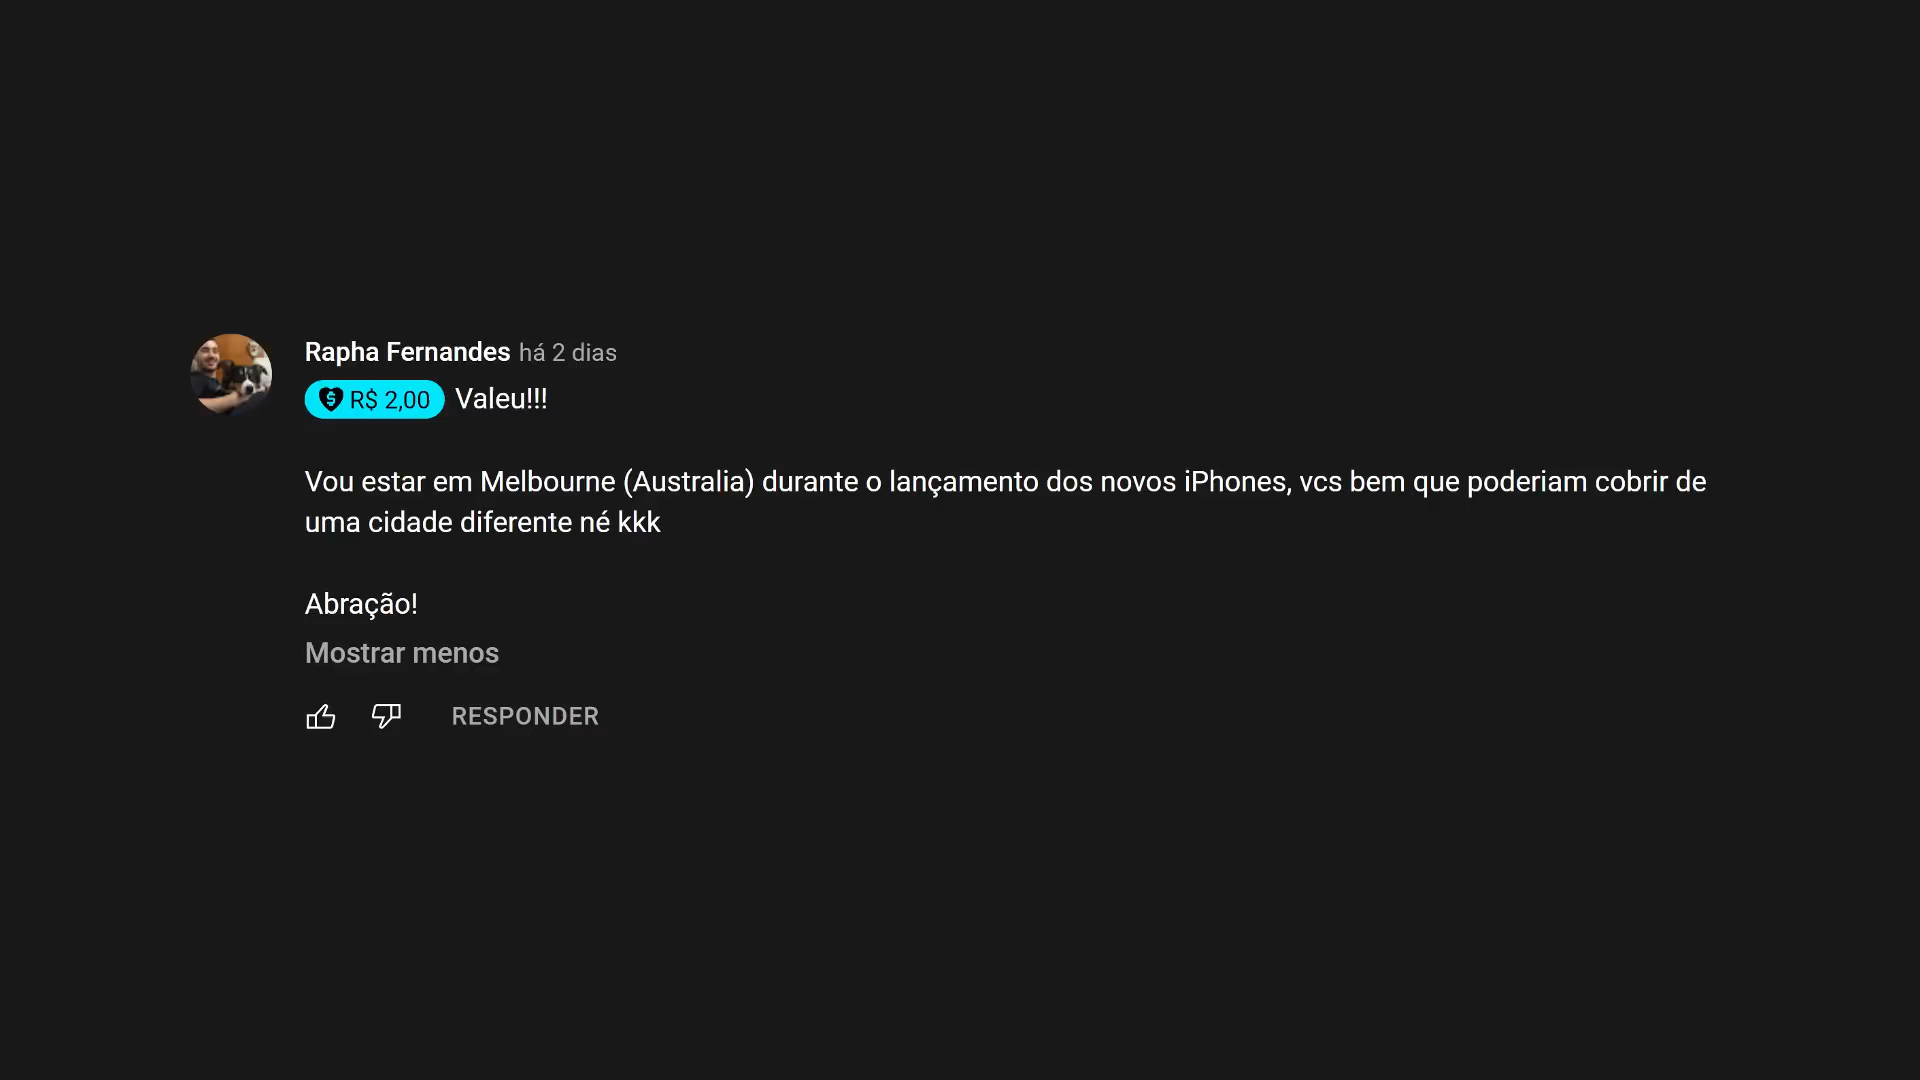 Rapha Fernandes há 2 dias
R$ 2,00 Valeu!!!
Vou estar em Melbourne (Australia) durante o lançamento dos novos iPhones, vcs bem que poderiam cobrir de
uma cidade diferente né kkk
Abração!
Mostrar menos
RESPONDER